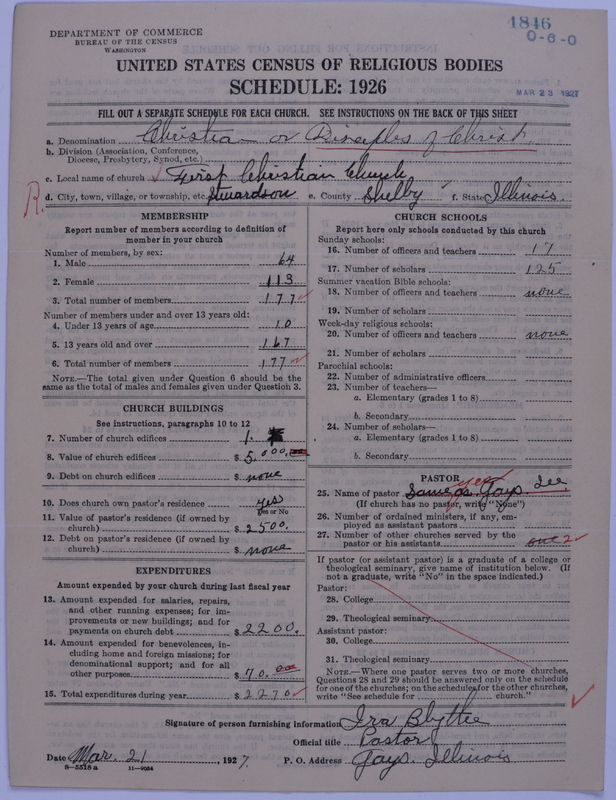 1846
0-6-0
DEPARTMENT OF COMMERCE
BUREAU OF THE CENSUS
WASHINGTON
UNITED STATES CENSUS OF RELIGIOUS BODIES
SCHEDULE: 1926
MAR 23 1927
FILL OUT A SEPARATE SCHEDULE FOR EACH CHURCH. SEE INSTRUCTIONS ON THE BACK OF THIS SHEET
a. Denomination Christian or Disciples of Christ
b. Division (Association, Conference, Diocese, Presbytery, Synod, etc.)
c. Local name of church ✓ First Christian Church
R. d. City, town, village, or township, etc. Stewardson e. County Shelby f. State Illinois.
MEMBERSHIP
Report number of members according to definition of
member in your church
Number of members, by sex:
1. Male 64
2. Female 113
3. Total number of members 177 ✓
Number of members under and over 13 years old:
4. Under 13 years of age 10
5. 13 years old and over 167
6. Total number of members 177 ✓
NOTE.—The total given under Question 6 should be the
same as the total of males and females given under Question 3.
CHURCH BUILDINGS
See instructions, paragraphs 10 to 12
7. Number of church edifices 1.
8. Value of church edifices $ 5,000.
9. Debt on church edifices $ none
10. Does church own pastor's residence yes
Yes or No
11. Value of pastor's residence (if owned by
church) $ 2500.
12. Debt on pastor's residence (if owned by
church) $ none
EXPENDITURES
Amount expended by your church during last fiscal year
13. Amount expended for salaries, repairs,
and other running expenses; for im-
provements or new buildings; and for
payments on church debt $ 2200.
14. Amount expended for benevolences, in-
cluding home and foreign missions; for
denominational support; and for all
other purposes $ 70.00
15. Total expenditures during year $ 2270 ✓
CHURCH SCHOOLS
Report here only schools conducted by this church
Sunday schools:
16. Number of officers and teachers 17
17. Number of scholars 125
Summer vacation Bible schools:
18. Number of officers and teachers none
19. Number of scholars
Week-day religious schools:
20. Number of officers and teachers none
21. Number of scholars
Parochial schools:
22. Number of administrative officers
23. Number of teachers—
a. Elementary (grades 1 to 8)
b. Secondary
24. Number of scholars—
a. Elementary (grades 1 to 8)
b. Secondary
PASTOR
yes
25. Name of pastor Same as Gays. Ill
(If church has no pastor, write "None")
26. Number of ordained ministers, if any, em-
ployed as assistant pastors
27. Number of other churches served by the
pastor or his assistants one 2 ✓
If pastor (or assistant pastor) is a graduate of a college or
theological seminary, give name of institution below. (If
not a graduate, write "No" in the space indicated.)
Pastor:
28. College
29. Theological seminary
Assistant pastor:
30. College
31. Theological seminary
NOTE.—Where one pastor serves two or more churches,
Questions 28 and 29 should be answered only on the schedule
for one of the churches; on the schedules for the other churches,
write "See schedule for ........ church."
Signature of person furnishing information Ira Blythe
Official title Pastor
Date Mar. 21, 1927. P. O. Address Gays, Illinois
8-5518 a 11-9084